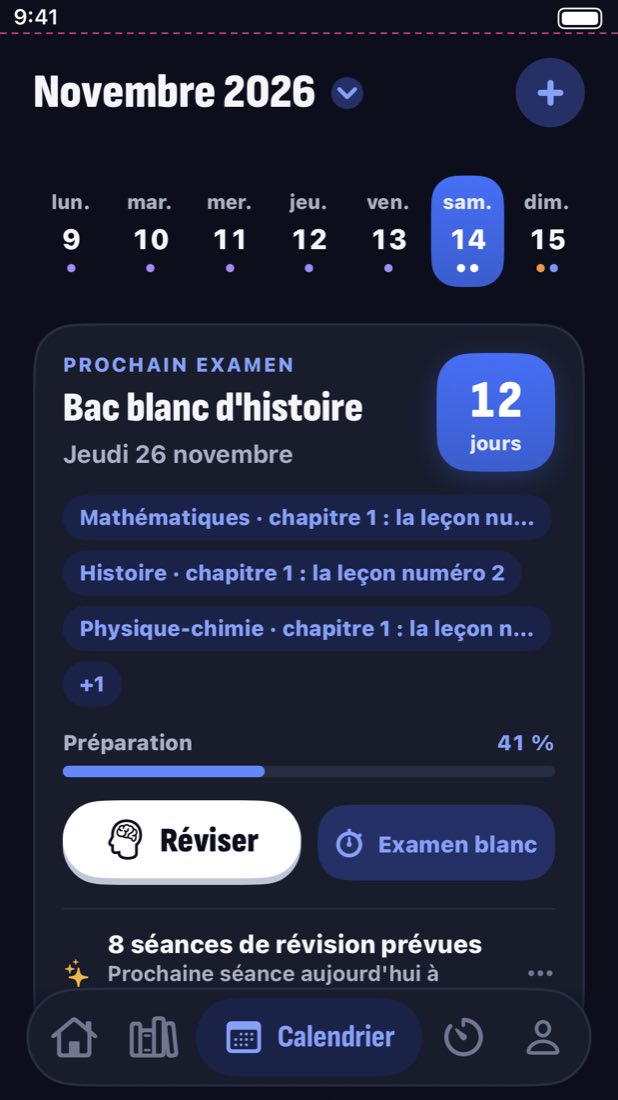 9:41
Novembre 2026
lun. mar. mer. jeu. ven. sam. dim.
9 10 11 12 13 14 15
PROCHAIN EXAMEN
Bac blanc d'histoire
Jeudi 26 novembre
12
jours
Mathématiques · chapitre 1 : la leçon nu...
Histoire · chapitre 1 : la leçon numéro 2
Physique-chimie · chapitre 1 : la leçon n...
+1
Préparation 41 %
Réviser
Examen blanc
8 séances de révision prévues
Prochaine séance aujourd'hui à
Calendrier